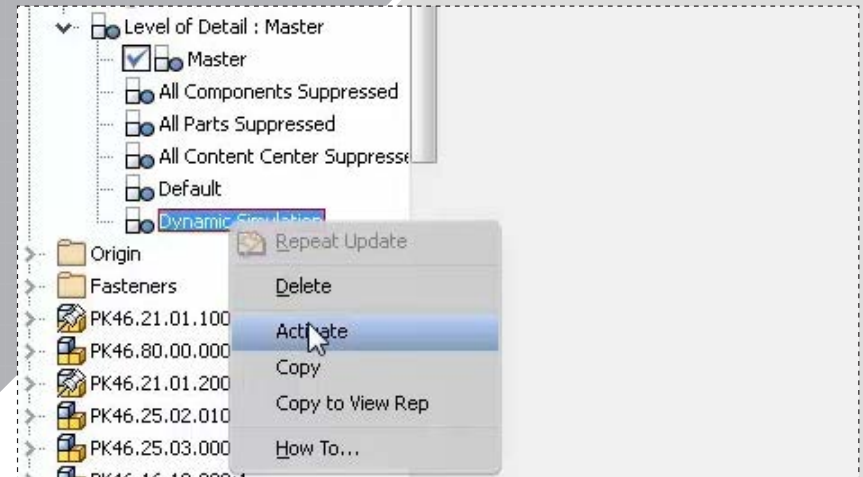 Level of Detail : Master
Master
All Components Suppressed
All Parts Suppressed
All Content Center Suppresse
Default
Dynamic Simulation
Repeat Update
Origin
Fasteners
Delete
PK46.21.01.100
Activate
PK46.80.00.000
Copy
PK46.21.01.200
Copy to View Rep
PK46.25.02.010
PK46.25.03.000
How To...